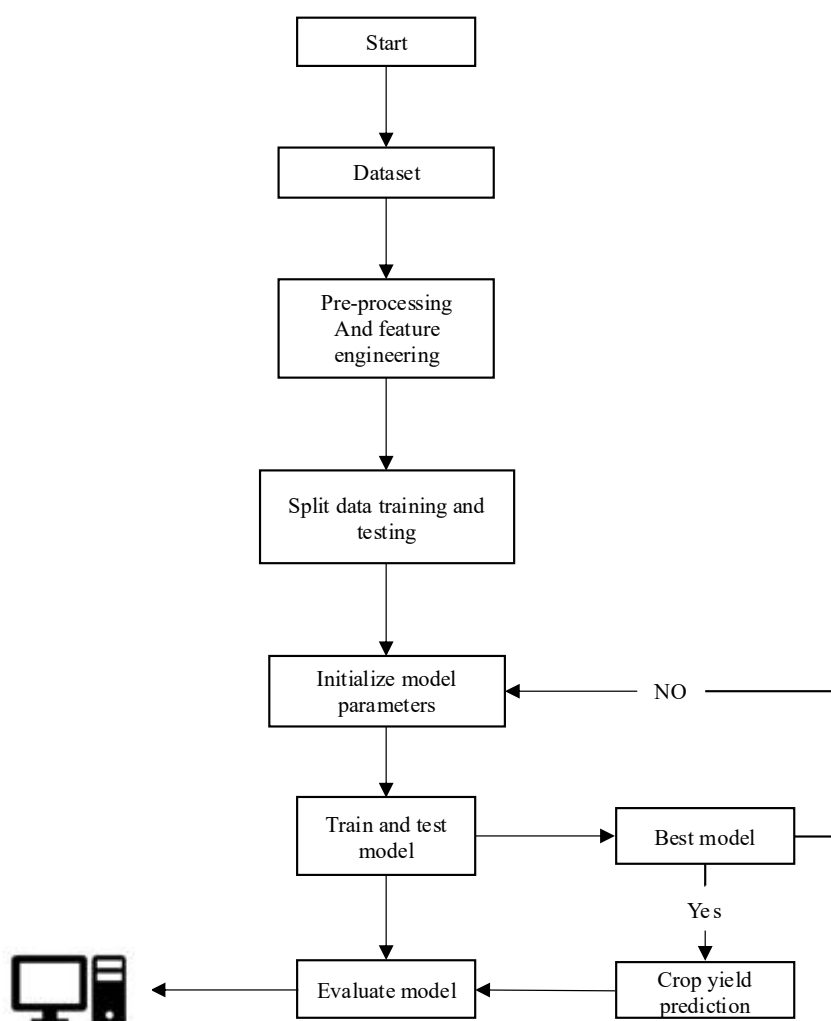 Start
Dataset
Pre-processing
And feature
engineering
Split data training and
testing
Initialize model
parameters
NO
Train and test
model
Best model
Yes
Evaluate model
Crop yield
prediction